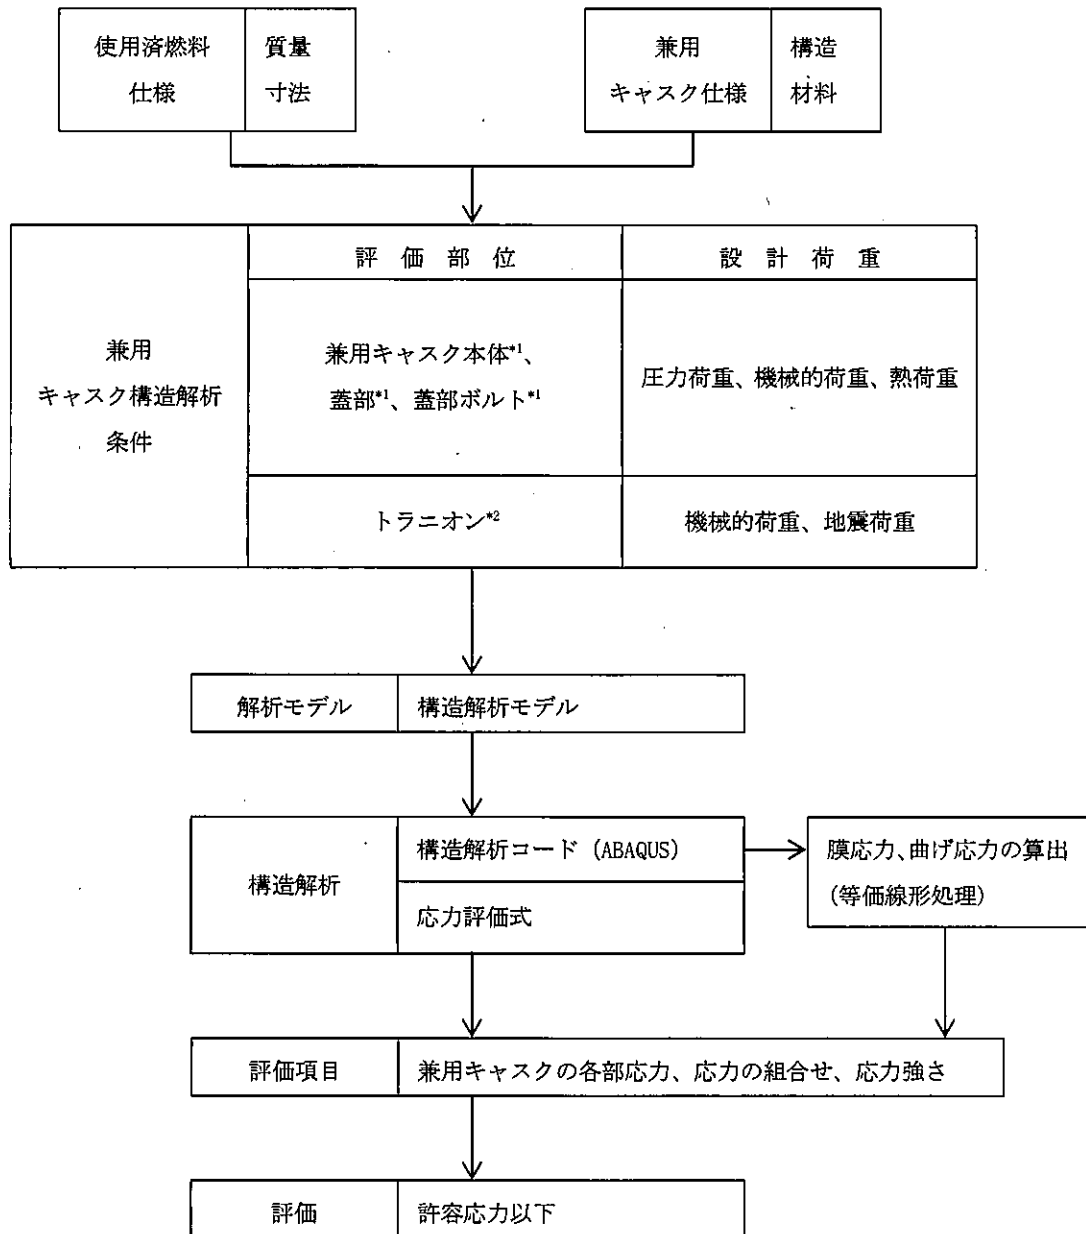 使用済燃料
仕様
質量
寸法
兼用
キャスク仕様
構造
材料
兼用
キャスク構造解析
条件
評 価 部 位
設 計 荷 重
兼用キャスク本体*1、
蓋部*1、蓋部ボルト*1
圧力荷重、機械的荷重、熱荷重
トラニオン*2
機械的荷重、地震荷重
解析モデル
構造解析モデル
構造解析
構造解析コード (ABAQUS)
応力評価式
膜応力、曲げ応力の算出
(等価線形処理)
評価項目
兼用キャスクの各部応力、応力の組合せ、応力強さ
評価
許容応力以下